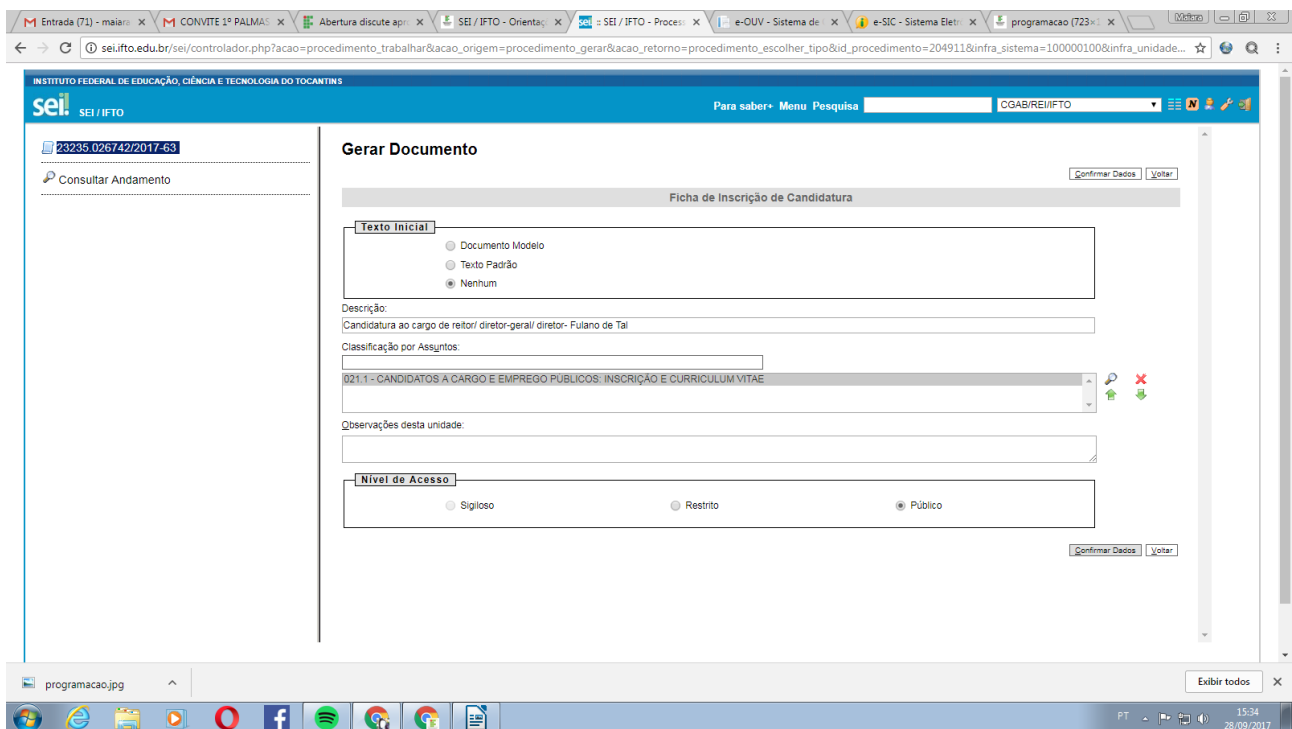 Entrada (71) - maiara
CONVITE 1º PALMAS
Abertura discute apro
SEI / IFTO - Orientaç
:: SEI / IFTO - Process
e-OUV - Sistema de
e-SIC - Sistema Eletr
programacao (723×
Maiara
sei.ifto.edu.br/sei/controlador.php?acao=procedimento_trabalhar&acao_origem=procedimento_gerar&acao_retorno=procedimento_escolher_tipo&id_procedimento=204911&infra_sistema=100000100&infra_unidade...
INSTITUTO FEDERAL DE EDUCAÇÃO, CIÊNCIA E TECNOLOGIA DO TOCANTINS
sei! SEI / IFTO
Para saber+ Menu Pesquisa CGAB/REI/IFTO
23235.026742/2017-63
Consultar Andamento
Gerar Documento
Confirmar Dados Voltar
Ficha de Inscrição de Candidatura
Texto Inicial
Documento Modelo
Texto Padrão
Nenhum
Descrição:
Candidatura ao cargo de reitor/ diretor-geral/ diretor- Fulano de Tal
Classificação por Assuntos:
021.1 - CANDIDATOS A CARGO E EMPREGO PÚBLICOS: INSCRIÇÃO E CURRICULUM VITAE
Observações desta unidade:
Nível de Acesso
Sigiloso Restrito Público
Confirmar Dados Voltar
programacao.jpg
Exibir todos
PT
15:34
28/09/2017